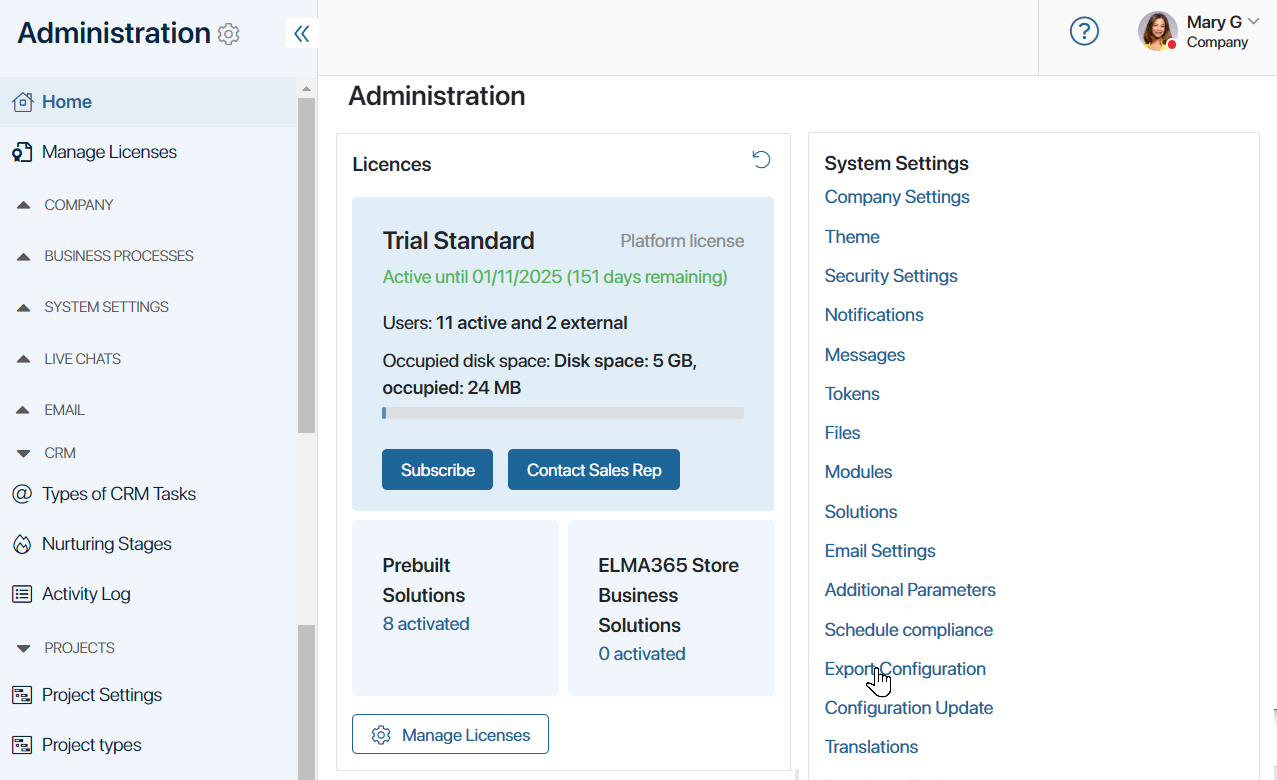 Administration
Mary G
Company
Home
Manage Licenses
COMPANY
BUSINESS PROCESSES
SYSTEM SETTINGS
LIVE CHATS
EMAIL
CRM
Types of CRM Tasks
Nurturing Stages
Activity Log
PROJECTS
Project Settings
Project types
Administration
Licences
Trial Standard
Platform license
Active until 01/11/2025 (151 days remaining)
Users: 11 active and 2 external
Occupied disk space: Disk space: 5 GB,
occupied: 24 MB
Subscribe
Contact Sales Rep
Prebuilt
Solutions
8 activated
ELMA365 Store
Business
Solutions
0 activated
Manage Licenses
System Settings
Company Settings
Theme
Security Settings
Notifications
Messages
Tokens
Files
Modules
Solutions
Email Settings
Additional Parameters
Schedule compliance
Export Configuration
Configuration Update
Translations